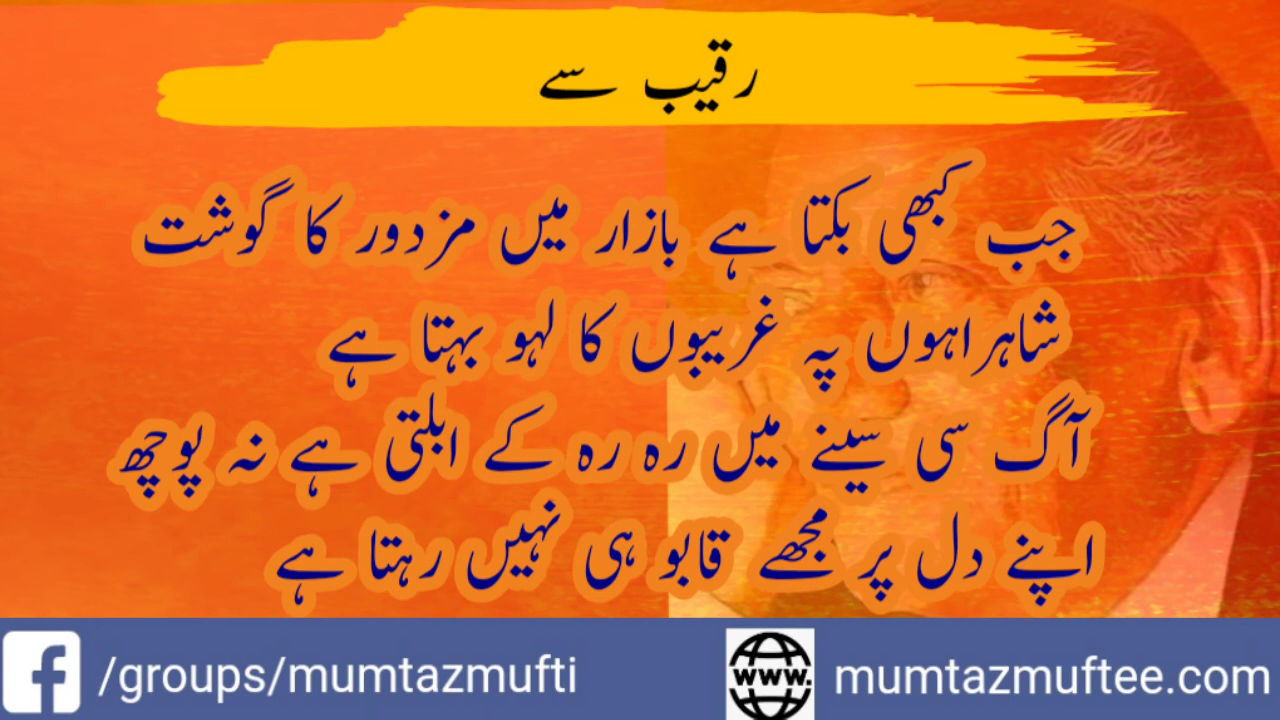 رقیب سے
جب کبھی بکتا ہے بازار میں مزدور کا گوشت
شاہراہوں پہ غریبوں کا لہو بہتا ہے
آگ سی سینے میں رہ رہ کے ابلتی ہے نہ پوچھ
اپنے دل پر مجھے قابو ہی نہیں رہتا ہے
/groups/mumtazmufti
www.
mumtazmuftee.com